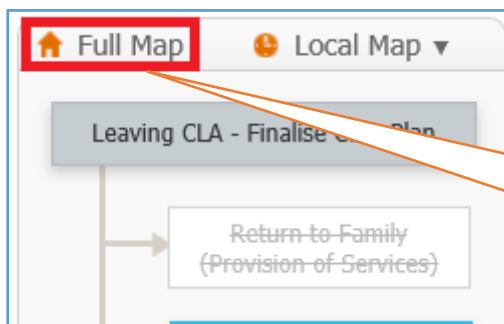 Full Map Local Map ▼
Leaving CLA - Finalise Plan
Return to Family
(Provision of Services)